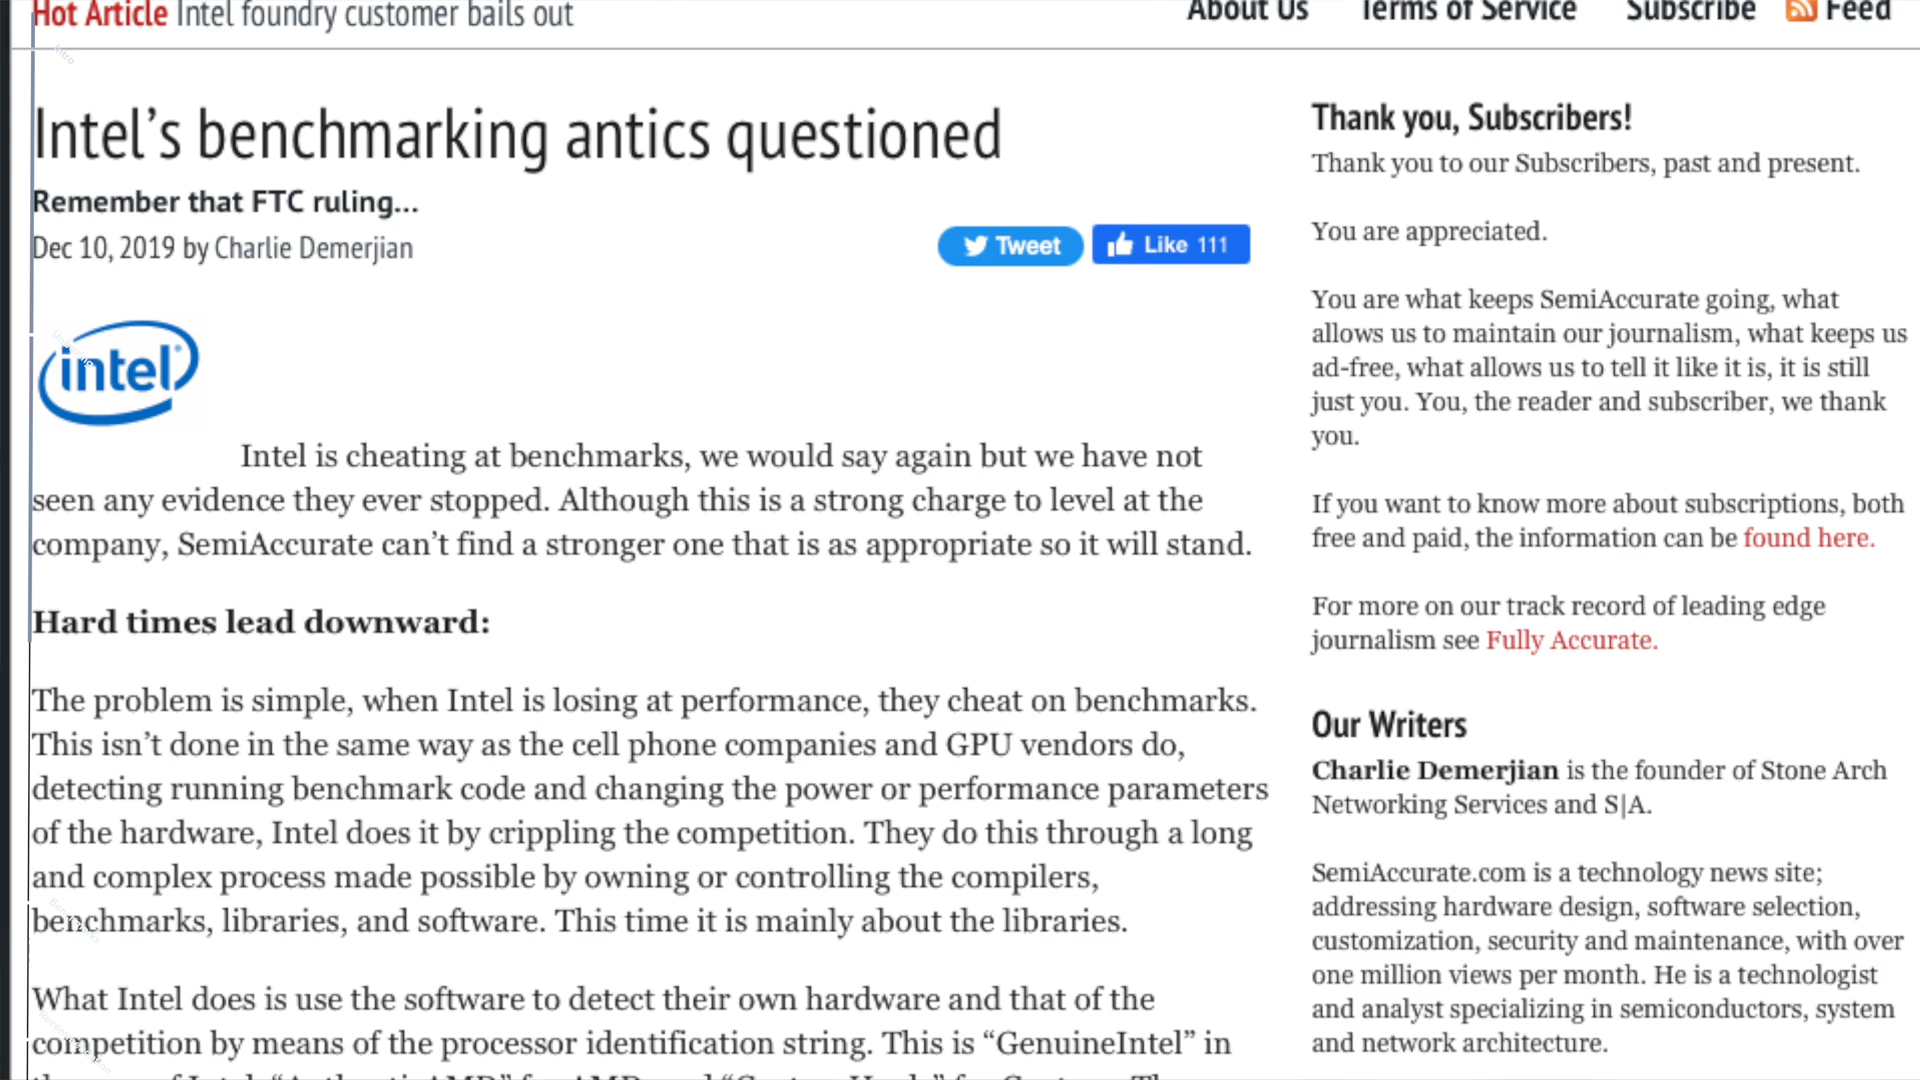 Hot Article Intel foundry customer bails out
About Us Terms of Service Subscribe Feed
Intel’s benchmarking antics questioned
Remember that FTC ruling...
Dec 10, 2019 by Charlie Demerjian
Tweet
Like 111
intel
Intel is cheating at benchmarks, we would say again but we have not
seen any evidence they ever stopped. Although this is a strong charge to level at the
company, SemiAccurate can’t find a stronger one that is as appropriate so it will stand.
Hard times lead downward:
The problem is simple, when Intel is losing at performance, they cheat on benchmarks.
This isn’t done in the same way as the cell phone companies and GPU vendors do,
detecting running benchmark code and changing the power or performance parameters
of the hardware, Intel does it by crippling the competition. They do this through a long
and complex process made possible by owning or controlling the compilers,
benchmarks, libraries, and software. This time it is mainly about the libraries.
What Intel does is use the software to detect their own hardware and that of the
competition by means of the processor identification string. This is “GenuineIntel” in
Thank you, Subscribers!
Thank you to our Subscribers, past and present.
You are appreciated.
You are what keeps SemiAccurate going, what
allows us to maintain our journalism, what keeps us
ad-free, what allows us to tell it like it is, it is still
just you. You, the reader and subscriber, we thank
you.
If you want to know more about subscriptions, both
free and paid, the information can be found here.
For more on our track record of leading edge
journalism see Fully Accurate.
Our Writers
Charlie Demerjian is the founder of Stone Arch
Networking Services and S|A.
SemiAccurate.com is a technology news site;
addressing hardware design, software selection,
customization, security and maintenance, with over
one million views per month. He is a technologist
and analyst specializing in semiconductors, system
and network architecture.